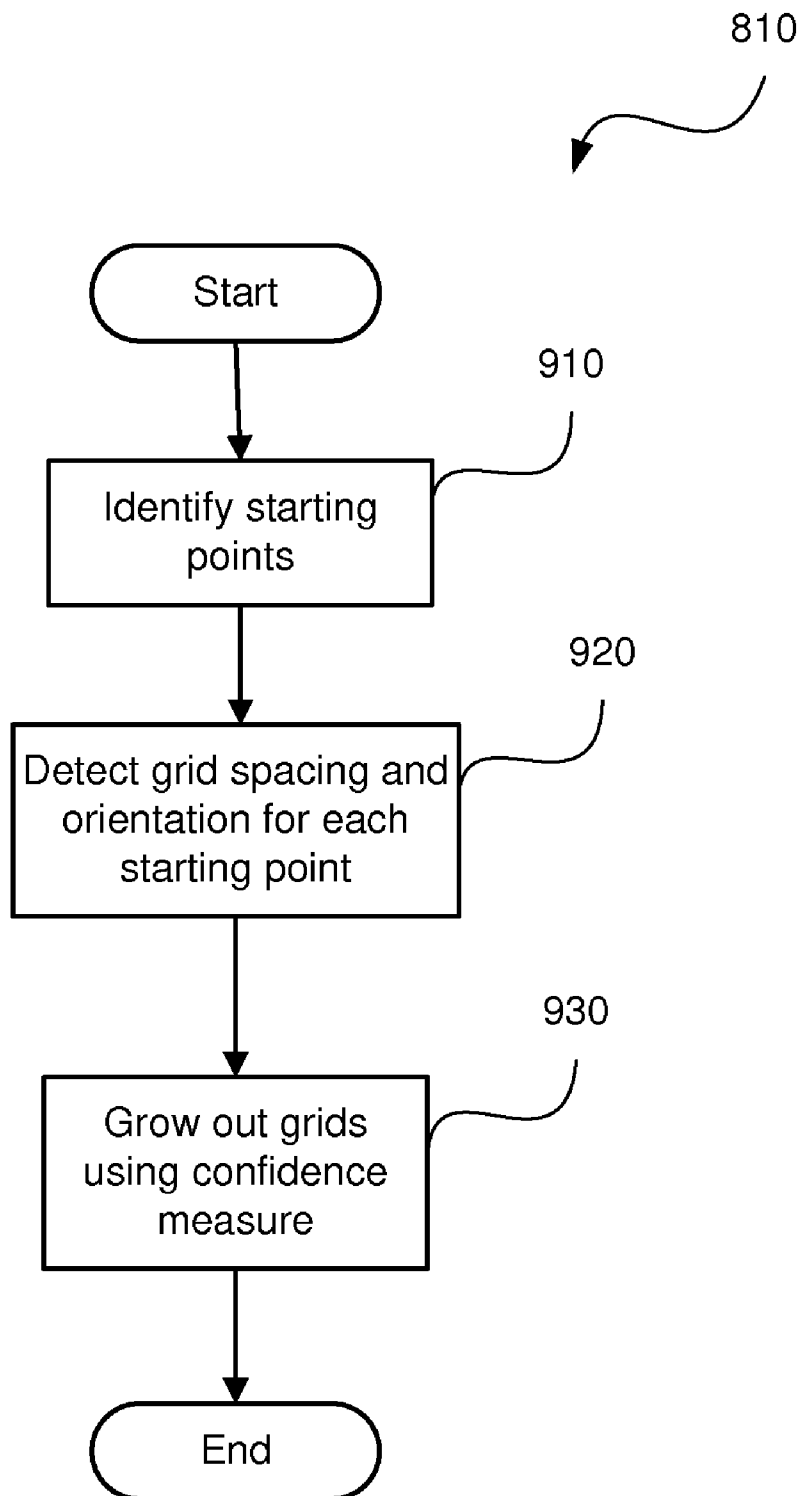 810
Start
910
Identify starting
points
920
Detect grid spacing and
orientation for each
starting point
930
Grow out grids
using confidence
measure
End